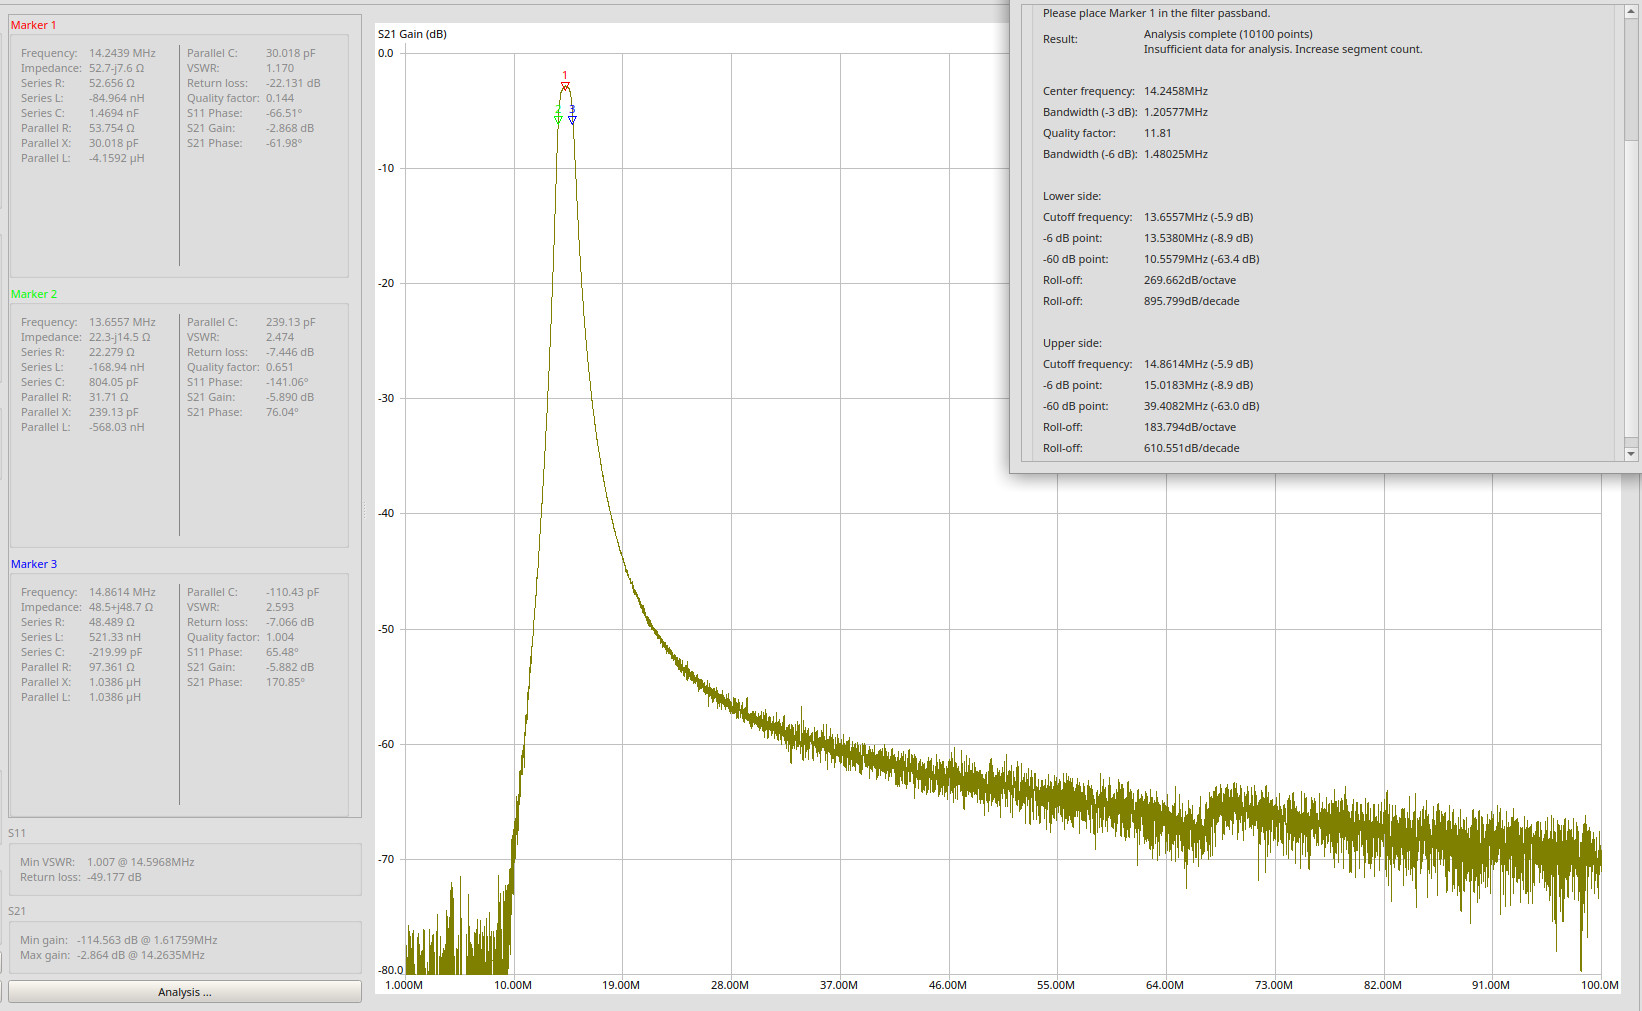 Marker 1
Frequency: 14.2439 MHz
Impedance: 52.7-j7.6 Ω
Series R: 52.656 Ω
Series L: -84.964 nH
Series C: 1.4694 nF
Parallel R: 53.754 Ω
Parallel X: 30.018 pF
Parallel L: -4.1592 µH
Parallel C: 30.018 pF
VSWR: 1.170
Return loss: -22.131 dB
Quality factor: 0.144
S11 Phase: -66.51°
S21 Gain: -2.868 dB
S21 Phase: -61.98°
Marker 2
Frequency: 13.6557 MHz
Impedance: 22.3-j14.5 Ω
Series R: 22.279 Ω
Series L: -168.94 nH
Series C: 804.05 pF
Parallel R: 31.71 Ω
Parallel X: 239.13 pF
Parallel L: -568.03 nH
Parallel C: 239.13 pF
VSWR: 2.474
Return loss: -7.446 dB
Quality factor: 0.651
S11 Phase: -141.06°
S21 Gain: -5.890 dB
S21 Phase: 76.04°
Marker 3
Frequency: 14.8614 MHz
Impedance: 48.5+j48.7 Ω
Series R: 48.489 Ω
Series L: 521.33 nH
Series C: -219.99 pF
Parallel R: 97.361 Ω
Parallel X: 1.0386 µH
Parallel L: 1.0386 µH
Parallel C: -110.43 pF
VSWR: 2.593
Return loss: -7.066 dB
Quality factor: 1.004
S11 Phase: 65.48°
S21 Gain: -5.882 dB
S21 Phase: 170.85°
S11
Min VSWR: 1.007 @ 14.5968MHz
Return loss: -49.177 dB
S21
Min gain: -114.563 dB @ 1.61759MHz
Max gain: -2.864 dB @ 14.2635MHz
Analysis ...
S21 Gain (dB)
0.0
-10
-20
-30
-40
-50
-60
-70
-80.0
1
2
3
1.000M
10.00M
19.00M
28.00M
37.00M
46.00M
55.00M
64.00M
73.00M
82.00M
91.00M
100.0M
Please place Marker 1 in the filter passband.
Result: Analysis complete (10100 points)
Insufficient data for analysis. Increase segment count.
Center frequency: 14.2458MHz
Bandwidth (-3 dB): 1.20577MHz
Quality factor: 11.81
Bandwidth (-6 dB): 1.48025MHz
Lower side:
Cutoff frequency: 13.6557MHz (-5.9 dB)
-6 dB point: 13.5380MHz (-8.9 dB)
-60 dB point: 10.5579MHz (-63.4 dB)
Roll-off: 269.662dB/octave
Roll-off: 895.799dB/decade
Upper side:
Cutoff frequency: 14.8614MHz (-5.9 dB)
-6 dB point: 15.0183MHz (-8.9 dB)
-60 dB point: 39.4082MHz (-63.0 dB)
Roll-off: 183.794dB/octave
Roll-off: 610.551dB/decade